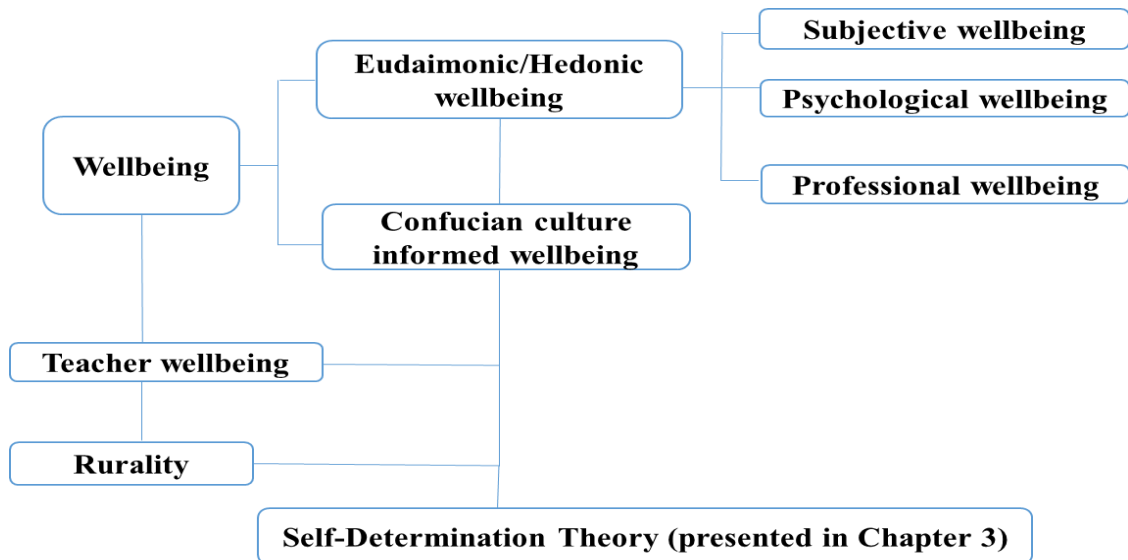 Subjective wellbeing
Eudaimonic/Hedonic
wellbeing
Psychological wellbeing
Wellbeing
Professional wellbeing
Confucian culture
informed wellbeing
Teacher wellbeing
Rurality
Self-Determination Theory (presented in Chapter 3)